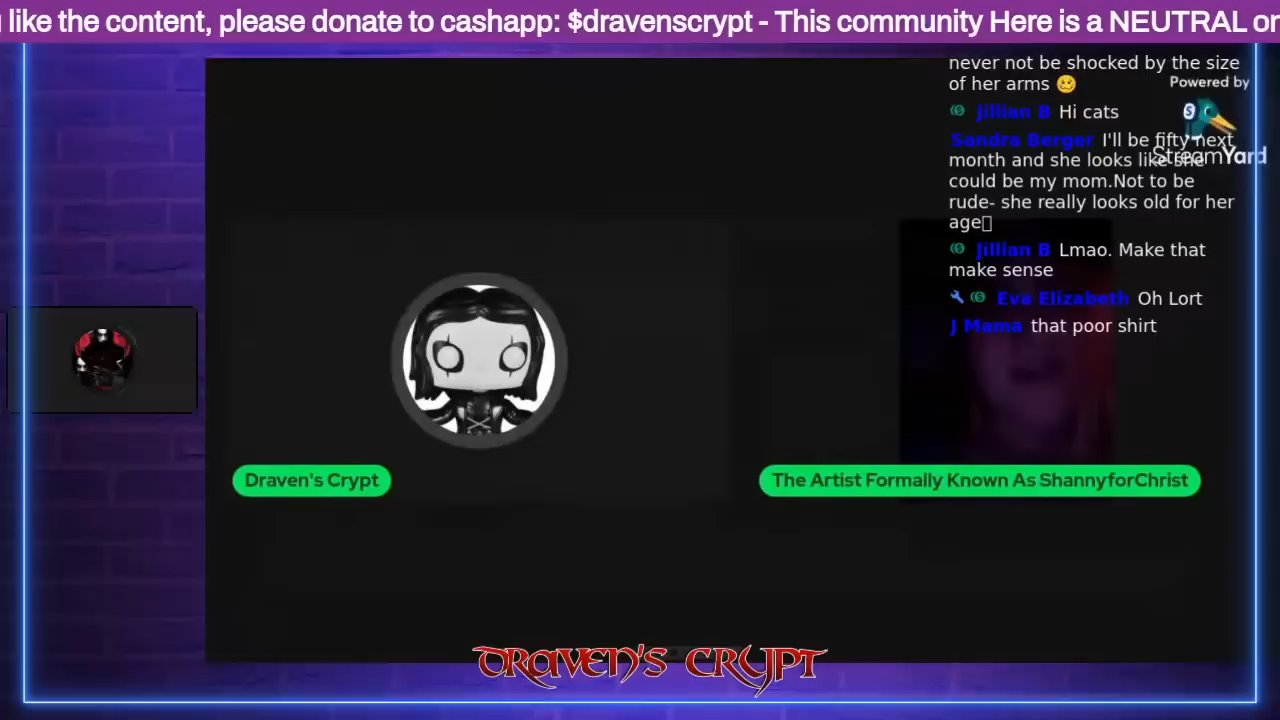 like the content, please donate to cashapp: $dravenscrypt - This community Here is a NEUTRAL
never not be shocked by the size
of her arms 🥴
Powered by
Jillian B Hi cats
Sandra Berger I'll be fifty next
StreamYard
month and she looks like she
could be my mom.Not to be
rude- she really looks old for her
age
Jillian B Lmao. Make that
make sense
Eva Elizabeth Oh Lort
J Mama that poor shirt
Draven's Crypt
The Artist Formally Known As ShannyforChrist
DRAVEN'S CRYPT